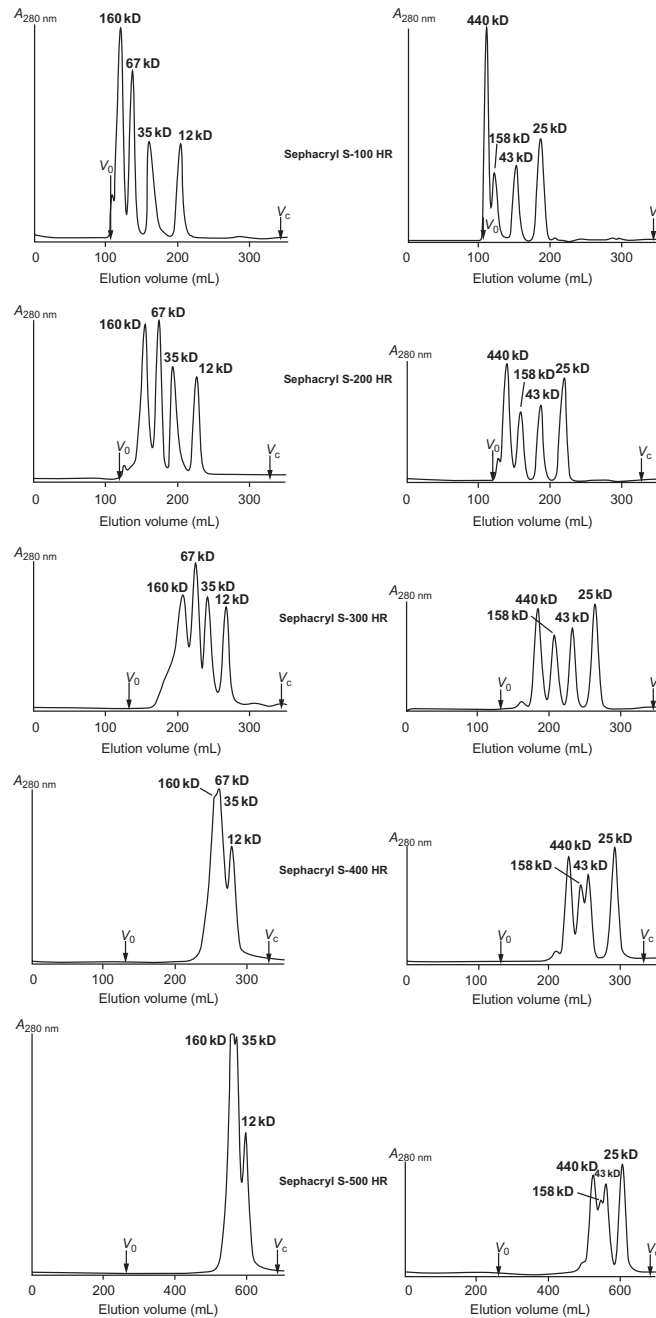 A280 nm
160 kD
67 kD
35 kD
12 kD
V0
Vc
0 100 200 300
Elution volume (mL)
Sephacryl S-100 HR
A280 nm
440 kD
158 kD
43 kD
25 kD
V0
0 100 200 300
Elution volume (mL)
A280 nm
160 kD
67 kD
35 kD
12 kD
V0
Vc
0 100 200 300
Elution volume (mL)
Sephacryl S-200 HR
A280 nm
440 kD
158 kD
43 kD
25 kD
V0
Vc
0 100 200 300
Elution volume (mL)
A280 nm
67 kD
160 kD
35 kD
12 kD
V0
Vc
0 100 200 300
Elution volume (mL)
Sephacryl S-300 HR
A280 nm
440 kD
158 kD
43 kD
25 kD
V0
0 100 200 300
Elution volume (mL)
A280 nm
160 kD
67 kD
35 kD
12 kD
V0
Vc
0 100 200 300
Elution volume (mL)
Sephacryl S-400 HR
A280 nm
440 kD
158 kD
43 kD
25 kD
V0
Vc
0 100 200 300
Elution volume (mL)
A280 nm
160 kD 35 kD
12 kD
V0
Vc
0 200 400 600
Elution volume (mL)
Sephacryl S-500 HR
A280 nm
440 kD
43 kD
25 kD
158 kD
V0
0 200 400 600
Elution volume (mL)